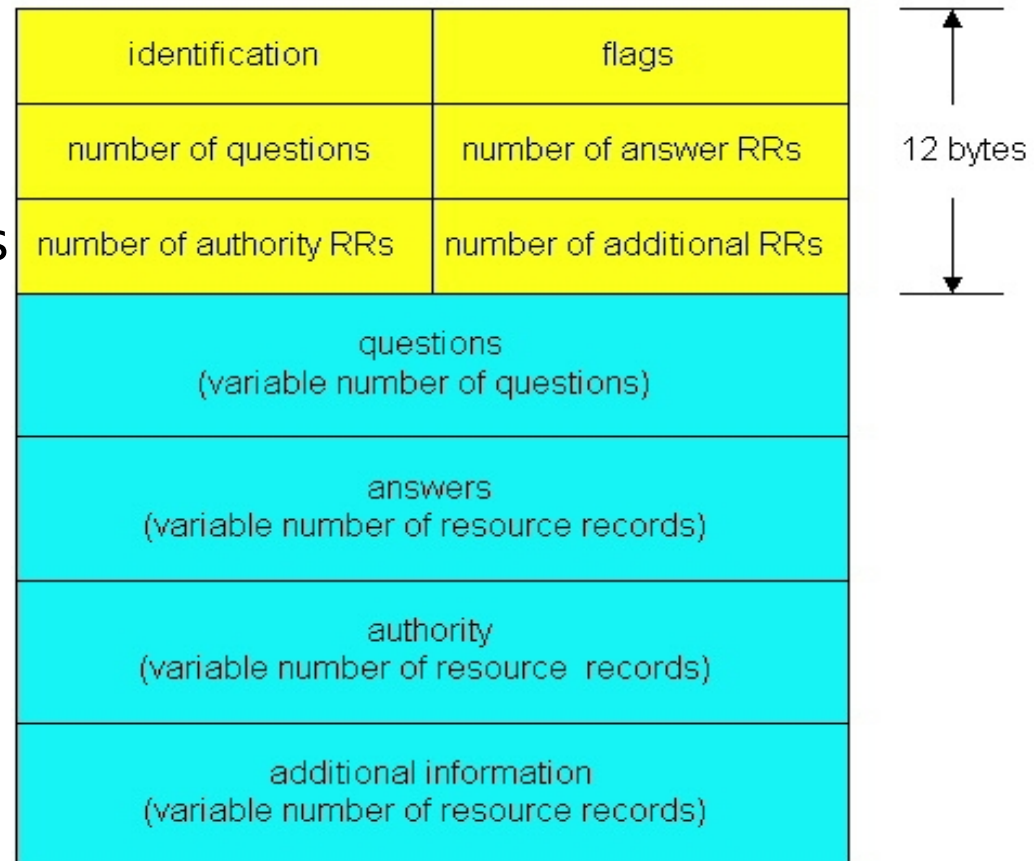 identification
flags
number of questions
number of answer RRs
12 bytes
s
number of authority RRs
number of additional RRs
questions
(variable number of questions)
answers
(variable number of resource records)
authority
(variable number of resource records)
additional information
(variable number of resource records)